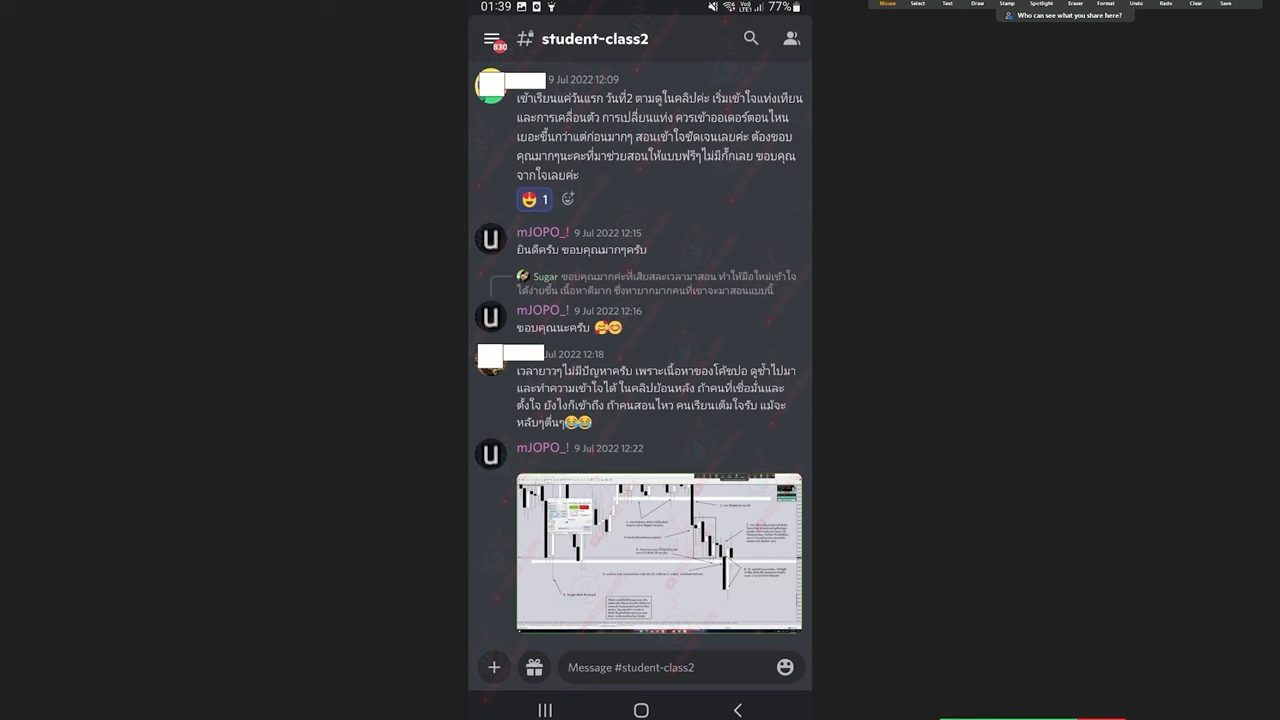 Mouse Select Text Draw Stamp Spotlight Eraser Format Undo Redo Clear Save
Who can see what you share here?
01:39 77%
830
student-class2
9 Jul 2022 12:09
เข้าเรียนแค่วันแรก วันที่2 ตามดูในคลิปค่ะ เริ่มเข้าใจแท่งเทียน
และการเคลื่อนตัว การเปลี่ยนแท่ง ควรเข้าออเดอร์ตอนไหน
เยอะขึ้นกว่าแต่ก่อนมากๆ สอนเข้าใจชัดเจนเลยค่ะ ต้องขอบ
คุณมากๆนะคะที่มาช่วยสอนให้แบบฟรีๆไม่มีกั๊กเลย ขอบคุณ
จากใจเลยค่ะ
😍 1
mJOPO_! 9 Jul 2022 12:15
ยินดีครับ ขอบคุณมากๆครับ
Sugar ขอบคุณมากค่ะที่เสียสละเวลามาสอน ทำให้มือใหม่เข้าใจ
ได้ง่ายขึ้น เนื้อหาดีมาก ซึ่งหายากมากคนที่เขาจะมาสอนแบบนี้
mJOPO_! 9 Jul 2022 12:16
ขอบคุณนะครับ 🥰😊
Jul 2022 12:18
เวลายาวๆไม่มีปัญหาครับ เพราะเนื้อหาของโค้ชปอ ดูซ้ำไปมา
และทำความเข้าใจได้ ในคลิปย้อนหลัง ถ้าคนที่เชื่อมั่นและ
ตั้งใจ ยังไงก็เข้าถึง ถ้าคนสอนไหว คนเรียนเต็มใจรับ แม้จะ
หลับๆตื่นๆ😂😂
mJOPO_! 9 Jul 2022 12:22
Message #student-class2